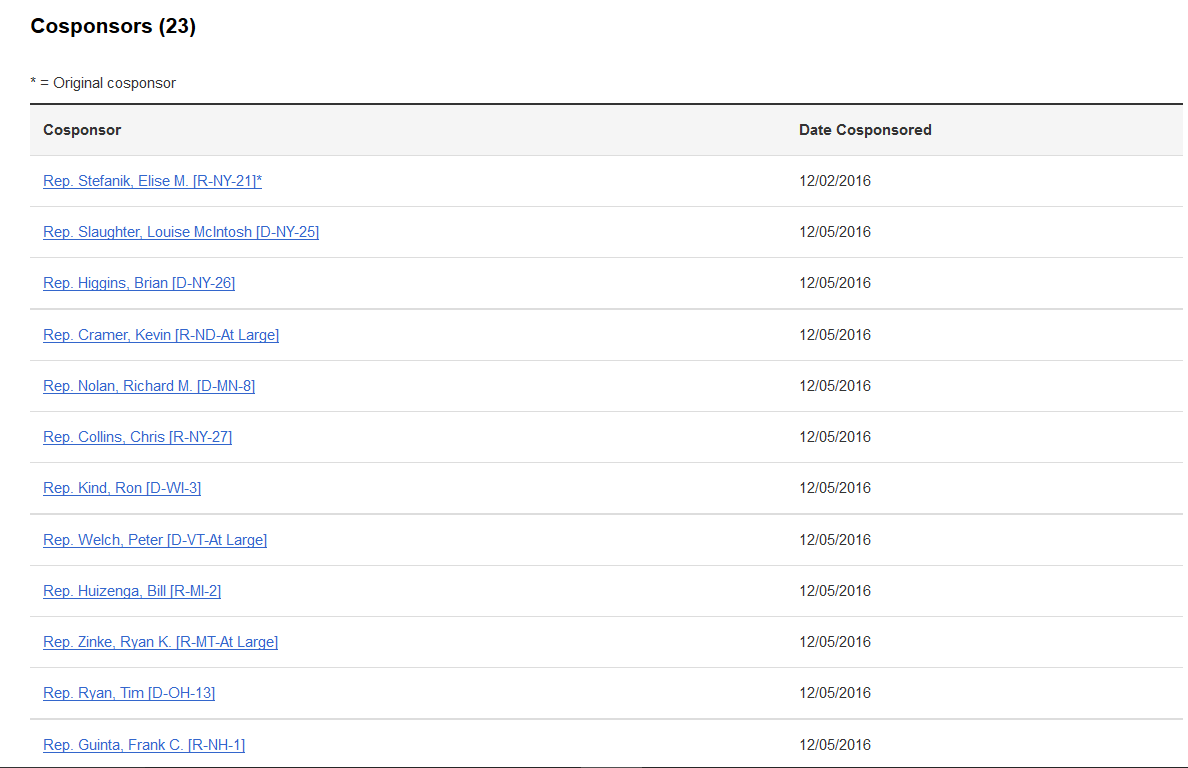 Cosponsors (23)
* = Original cosponsor
Cosponsor Date Cosponsored
Rep. Stefanik, Elise M. [R-NY-21]* 12/02/2016
Rep. Slaughter, Louise McIntosh [D-NY-25] 12/05/2016
Rep. Higgins, Brian [D-NY-26] 12/05/2016
Rep. Cramer, Kevin [R-ND-At Large] 12/05/2016
Rep. Nolan, Richard M. [D-MN-8] 12/05/2016
Rep. Collins, Chris [R-NY-27] 12/05/2016
Rep. Kind, Ron [D-WI-3] 12/05/2016
Rep. Welch, Peter [D-VT-At Large] 12/05/2016
Rep. Huizenga, Bill [R-MI-2] 12/05/2016
Rep. Zinke, Ryan K. [R-MT-At Large] 12/05/2016
Rep. Ryan, Tim [D-OH-13] 12/05/2016
Rep. Guinta, Frank C. [R-NH-1] 12/05/2016